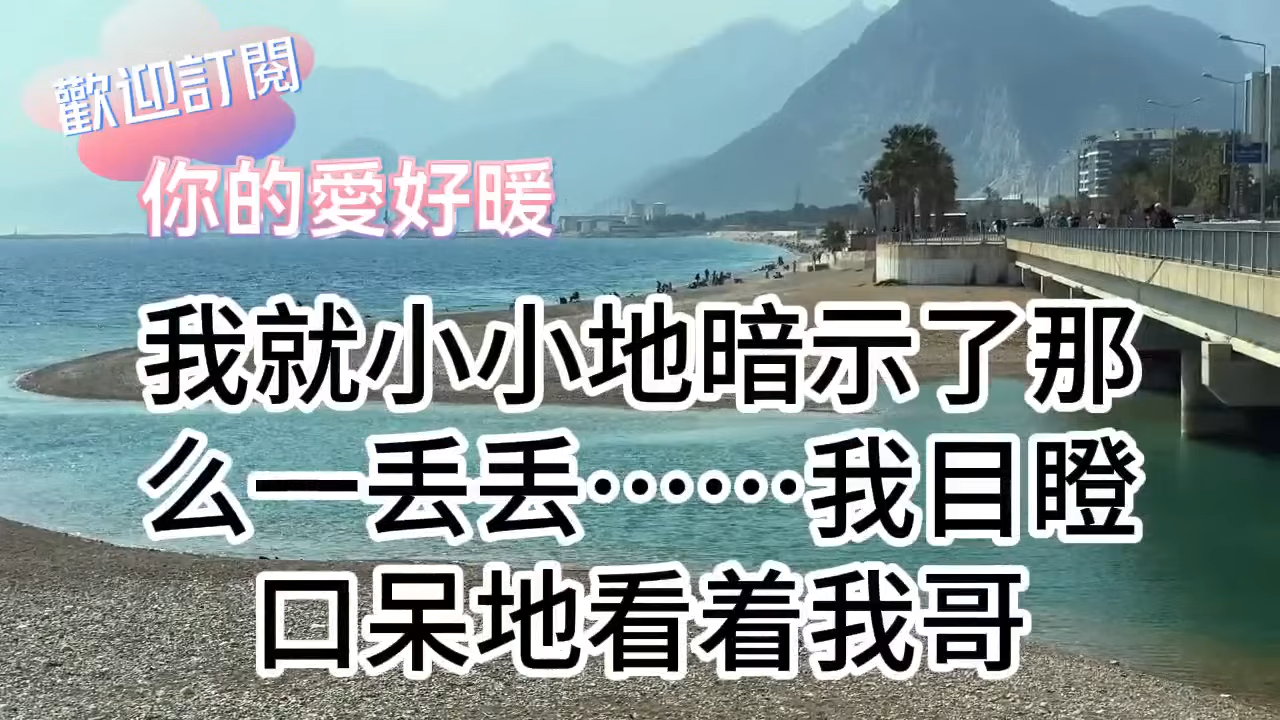 歡迎訂閱
你的愛好暖
我就小小地暗示了那
么一丢丢……我目瞪
口呆地看着我哥